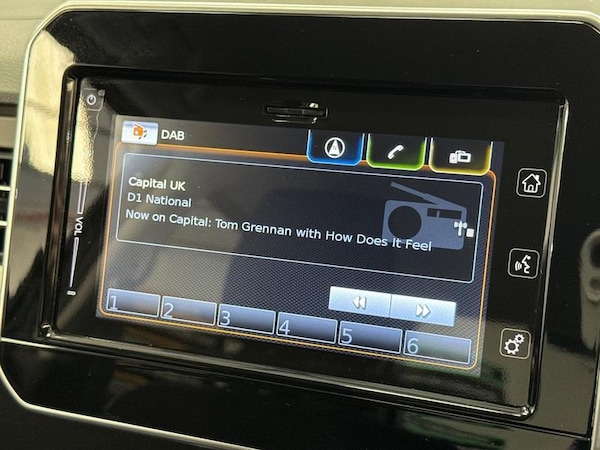 DAB
Capital UK
D1 National
Now on Capital: Tom Grennan with How Does It Feel
VOL
1 2 3 4 5 6